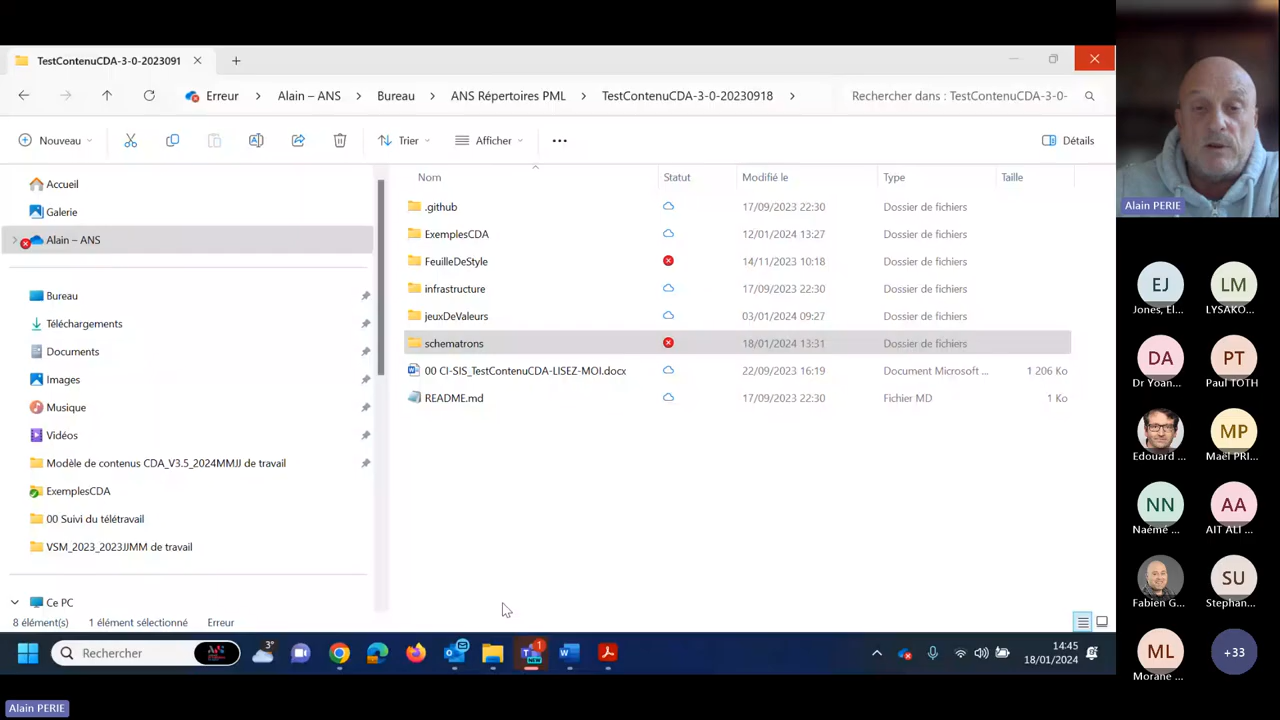 TestContenuCDA-3-0-2023091
Erreur > Alain – ANS > Bureau > ANS Répertoires PML > TestContenuCDA-3-0-20230918 >
Rechercher dans : TestContenuCDA-3-0-
Nouveau
Trier
Afficher
Détails
Accueil
Galerie
Alain – ANS
Bureau
Téléchargements
Documents
Images
Musique
Vidéos
Modèle de contenus CDA_V3.5_2024MMJJ de travail
ExemplesCDA
00 Suivi du télétravail
VSM_2023_2023JJMM de travail
Ce PC
Nom Statut Modifié le Type Taille
.github 17/09/2023 22:30 Dossier de fichiers
ExemplesCDA 12/01/2024 13:27 Dossier de fichiers
FeuilleDeStyle 14/11/2023 10:18 Dossier de fichiers
infrastructure 17/09/2023 22:30 Dossier de fichiers
jeuxDeValeurs 03/01/2024 09:27 Dossier de fichiers
schematrons 18/01/2024 13:31 Dossier de fichiers
00 CI-SIS_TestContenuCDA-LISEZ-MOI.docx 22/09/2023 16:19 Document Microsoft ... 1 206 Ko
README.md 17/09/2023 22:30 Fichier MD 1 Ko
8 élément(s) 1 élément sélectionné Erreur
Rechercher
3°
1
NEW
14:45
18/01/2024
Alain PERIE
Alain PERIE
EJ
Jones, El...
LM
LYSAKO...
DA
Dr Yoan...
PT
Paul TOTH
Edouard ...
MP
Maël PRI...
NN
Naémé ...
AA
AIT ALI ...
Fabien G...
SU
Stephan...
ML
Morane ...
+33